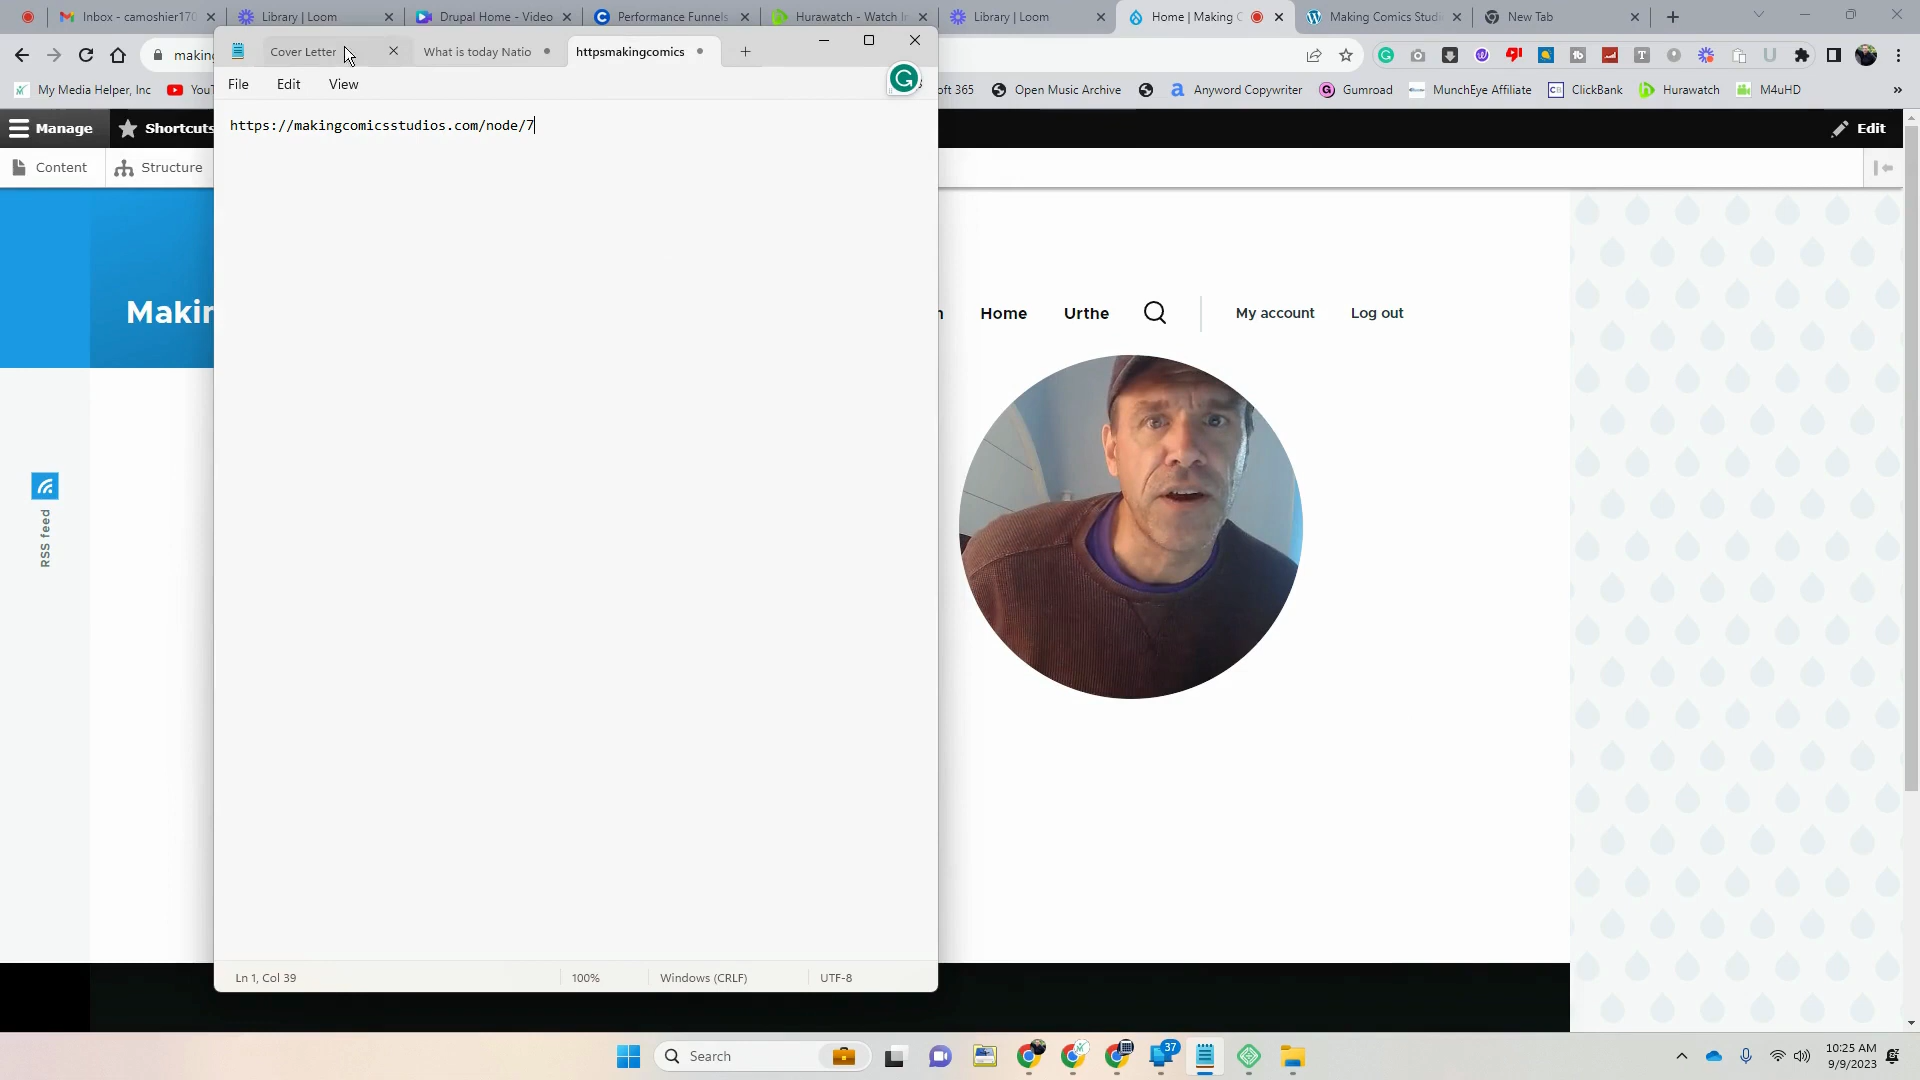 Inbox - camoshier170
Library | Loom
Drupal Home - Video
Performance Funnels
Hurawatch - Watch
Library | Loom
Home | Making C
Making Comics Stud
New Tab
Cover Letter
What is today Natio
httpsmakingcomics
makin
File
Edit
View
My Media Helper, Inc
YouT
oft 365
Open Music Archive
Anyword Copywriter
Gumroad
MunchEye Affiliate
ClickBank
Hurawatch
M4uHD
»
https://makingcomicsstudios.com/node/7
Manage
Shortcuts
Edit
Content
Structure
Makin
Home
Urthe
My account
Log out
RSS feed
Ln 1, Col 39
100%
Windows (CRLF)
UTF-8
Search
37
10:25 AM
9/9/2023